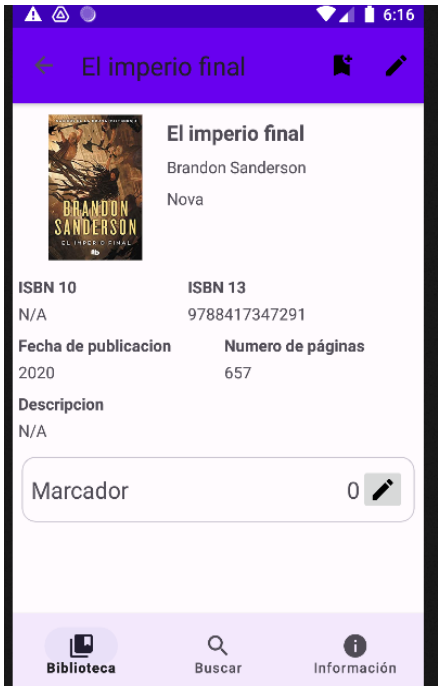 6:16
El imperio final
El imperio final
Brandon Sanderson
Nova
BRANDON
SANDERSON
EL IMPERIO FINAL
ISBN 10
ISBN 13
N/A
9788417347291
Fecha de publicacion
Numero de páginas
2020
657
Descripcion
N/A
Marcador
0
Biblioteca
Buscar
Información